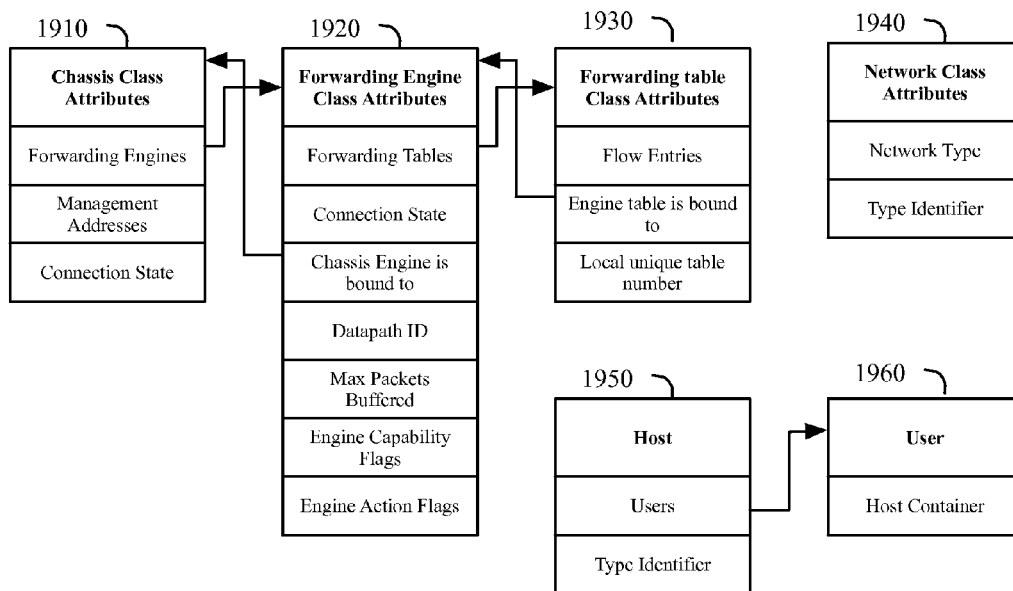 1910
Chassis Class
Attributes
Forwarding Engines
Management
Addresses
Connection State
1920
Forwarding Engine
Class Attributes
Forwarding Tables
Connection State
Chassis Engine is
bound to
Datapath ID
Max Packets
Buffered
Engine Capability
Flags
Engine Action Flags
1930
Forwarding table
Class Attributes
Flow Entries
Engine table is bound
to
Local unique table
number
1940
Network Class
Attributes
Network Type
Type Identifier
1950
Host
Users
Type Identifier
1960
User
Host Container